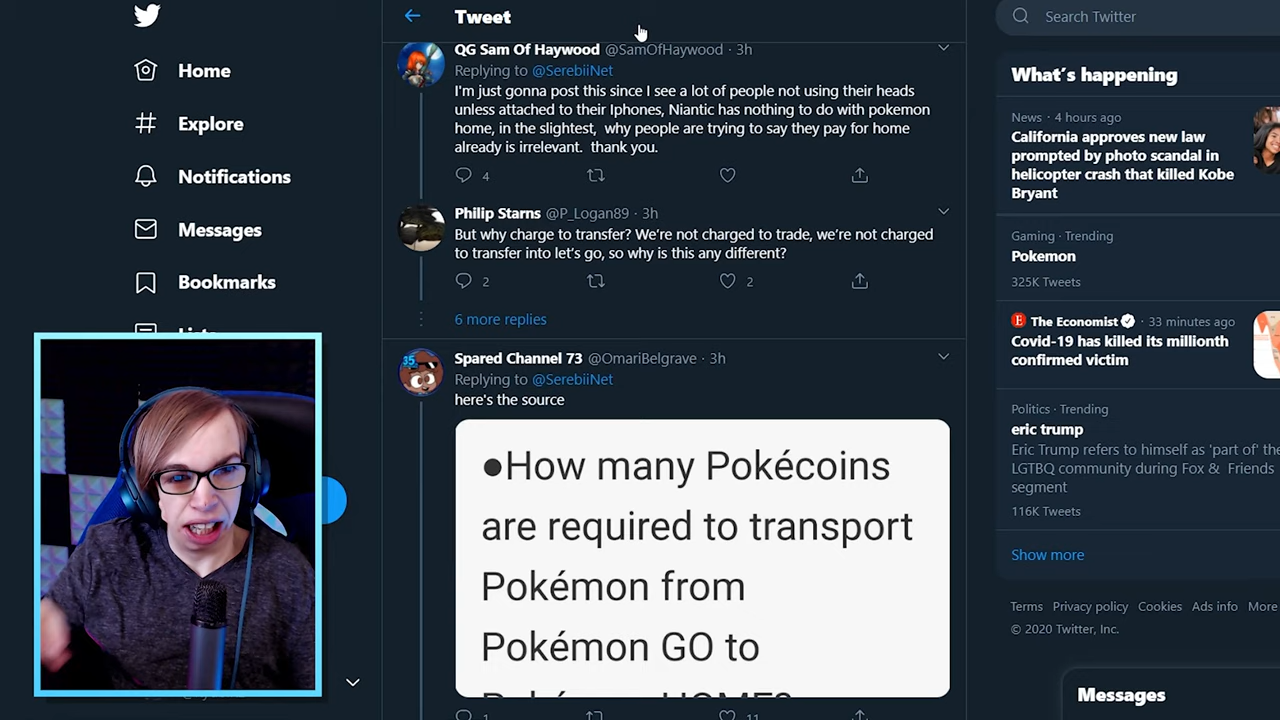 Home
Explore
Notifications
Messages
Bookmarks
Tweet
QG Sam Of Haywood @SamOfHaywood · 3h
Replying to @SerebiiNet
I'm just gonna post this since I see a lot of people not using their heads
unless attached to their Iphones, Niantic has nothing to do with pokemon
home, in the slightest, why people are trying to say they pay for home
already is irrelevant. thank you.
4
Philip Starns @P_Logan89 · 3h
But why charge to transfer? We're not charged to trade, we're not charged
to transfer into let's go, so why is this any different?
2
2
6 more replies
Spared Channel 73 @OmariBelgrave · 3h
Replying to @SerebiiNet
here's the source
35
●How many Pokécoins
are required to transport
Pokémon from
Pokémon GO to
1
11
Search Twitter
What's happening
News · 4 hours ago
California approves new law
prompted by photo scandal in
helicopter crash that killed Kobe
Bryant
Gaming · Trending
Pokemon
325K Tweets
The Economist · 33 minutes ago
Covid-19 has killed its millionth
confirmed victim
Politics · Trending
eric trump
Eric Trump refers to himself as 'part of' the
LGTBQ community during Fox & Friends
segment
116K Tweets
Show more
Terms Privacy policy Cookies Ads info More
© 2020 Twitter, Inc.
Messages